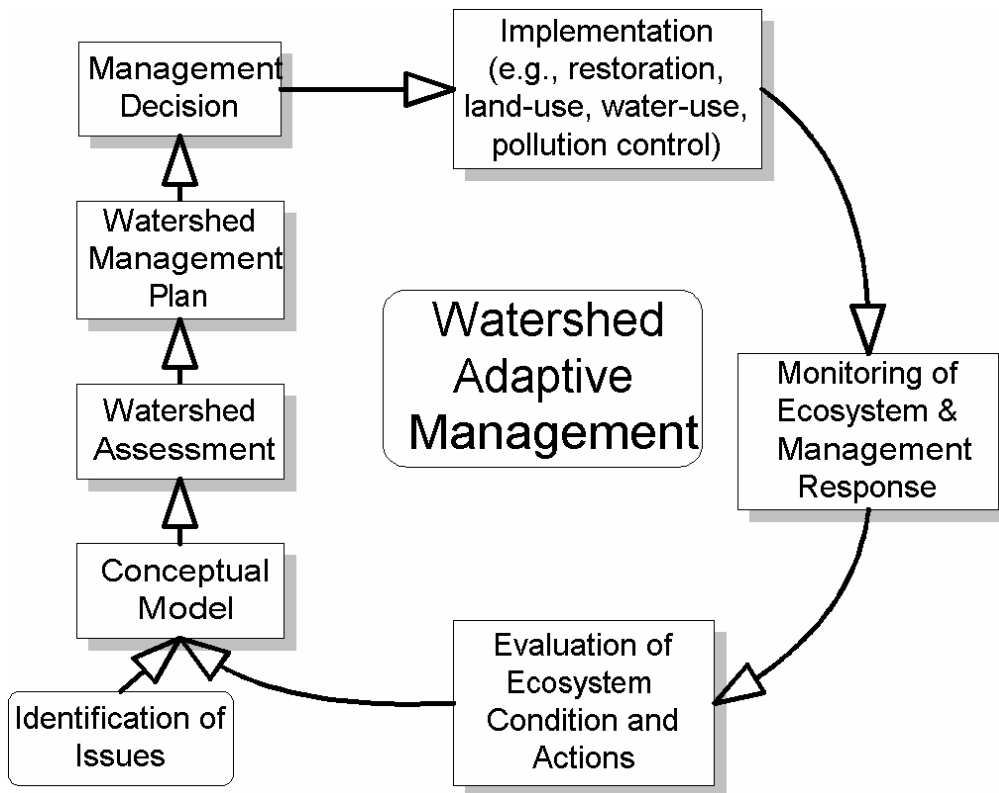 Management
Decision
Implementation
(e.g., restoration,
land-use, water-use,
pollution control)
Watershed
Management
Plan
Watershed
Adaptive
Management
Monitoring of
Ecosystem &
Management
Response
Watershed
Assessment
Conceptual
Model
Evaluation of
Ecosystem
Condition and
Actions
Identification of
Issues